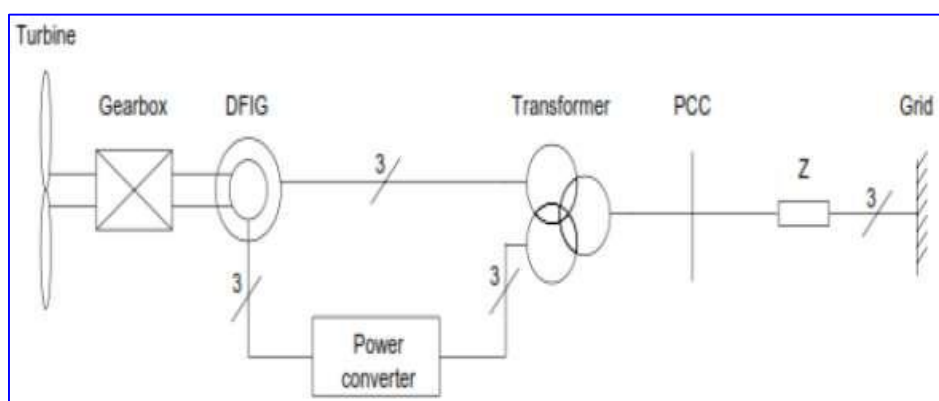 Turbine
Gearbox
DFIG
Transformer
PCC
Grid
3
Z
3
3
3
Power
converter